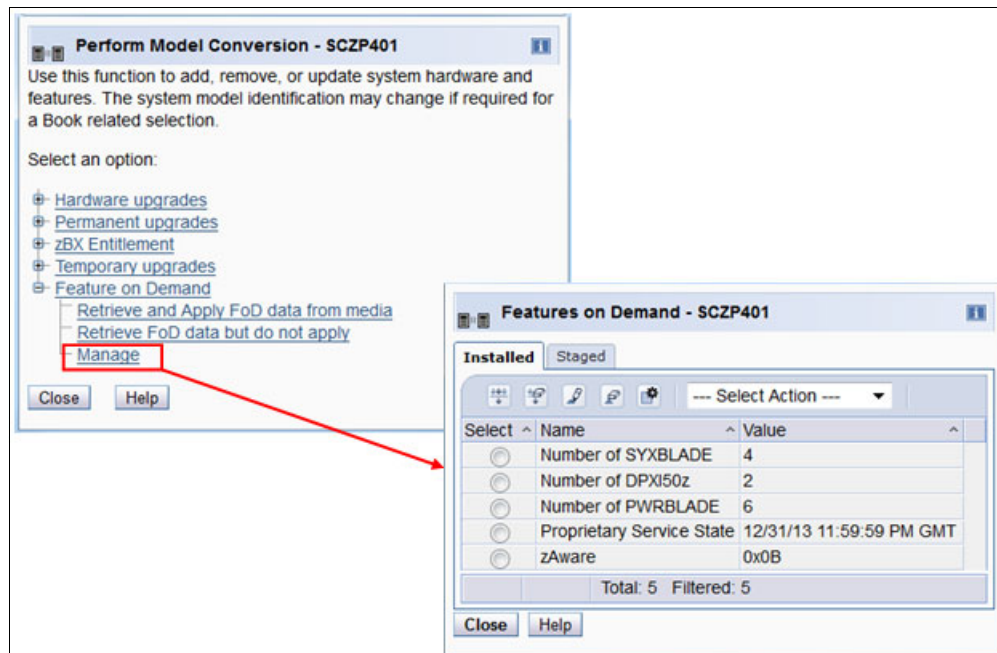 Perform Model Conversion - SCZP401
Use this function to add, remove, or update system hardware and
features. The system model identification may change if required for
a Book related selection.
Select an option:
Hardware upgrades
Permanent upgrades
zBX Entitlement
Temporary upgrades
Feature on Demand
Retrieve and Apply FoD data from media
Retrieve FoD data but do not apply
Manage
Close Help
Features on Demand - SCZP401
Installed Staged
--- Select Action ---
Select Name Value
Number of SYXBLADE 4
Number of DPXI50z 2
Number of PWRBLADE 6
Proprietary Service State 12/31/13 11:59:59 PM GMT
zAware 0x0B
Total: 5 Filtered: 5
Close Help